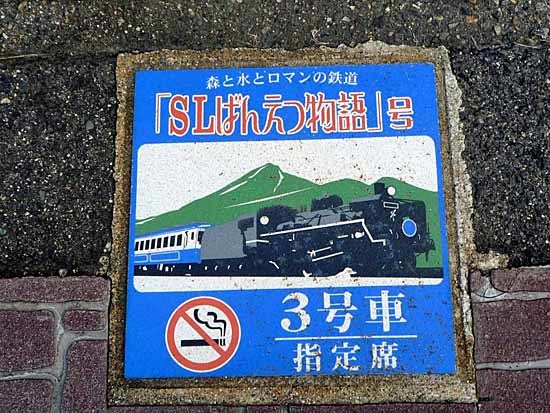 森と水とロマンの鉄道
「SLばんえつ物語」号
3号車
指定席